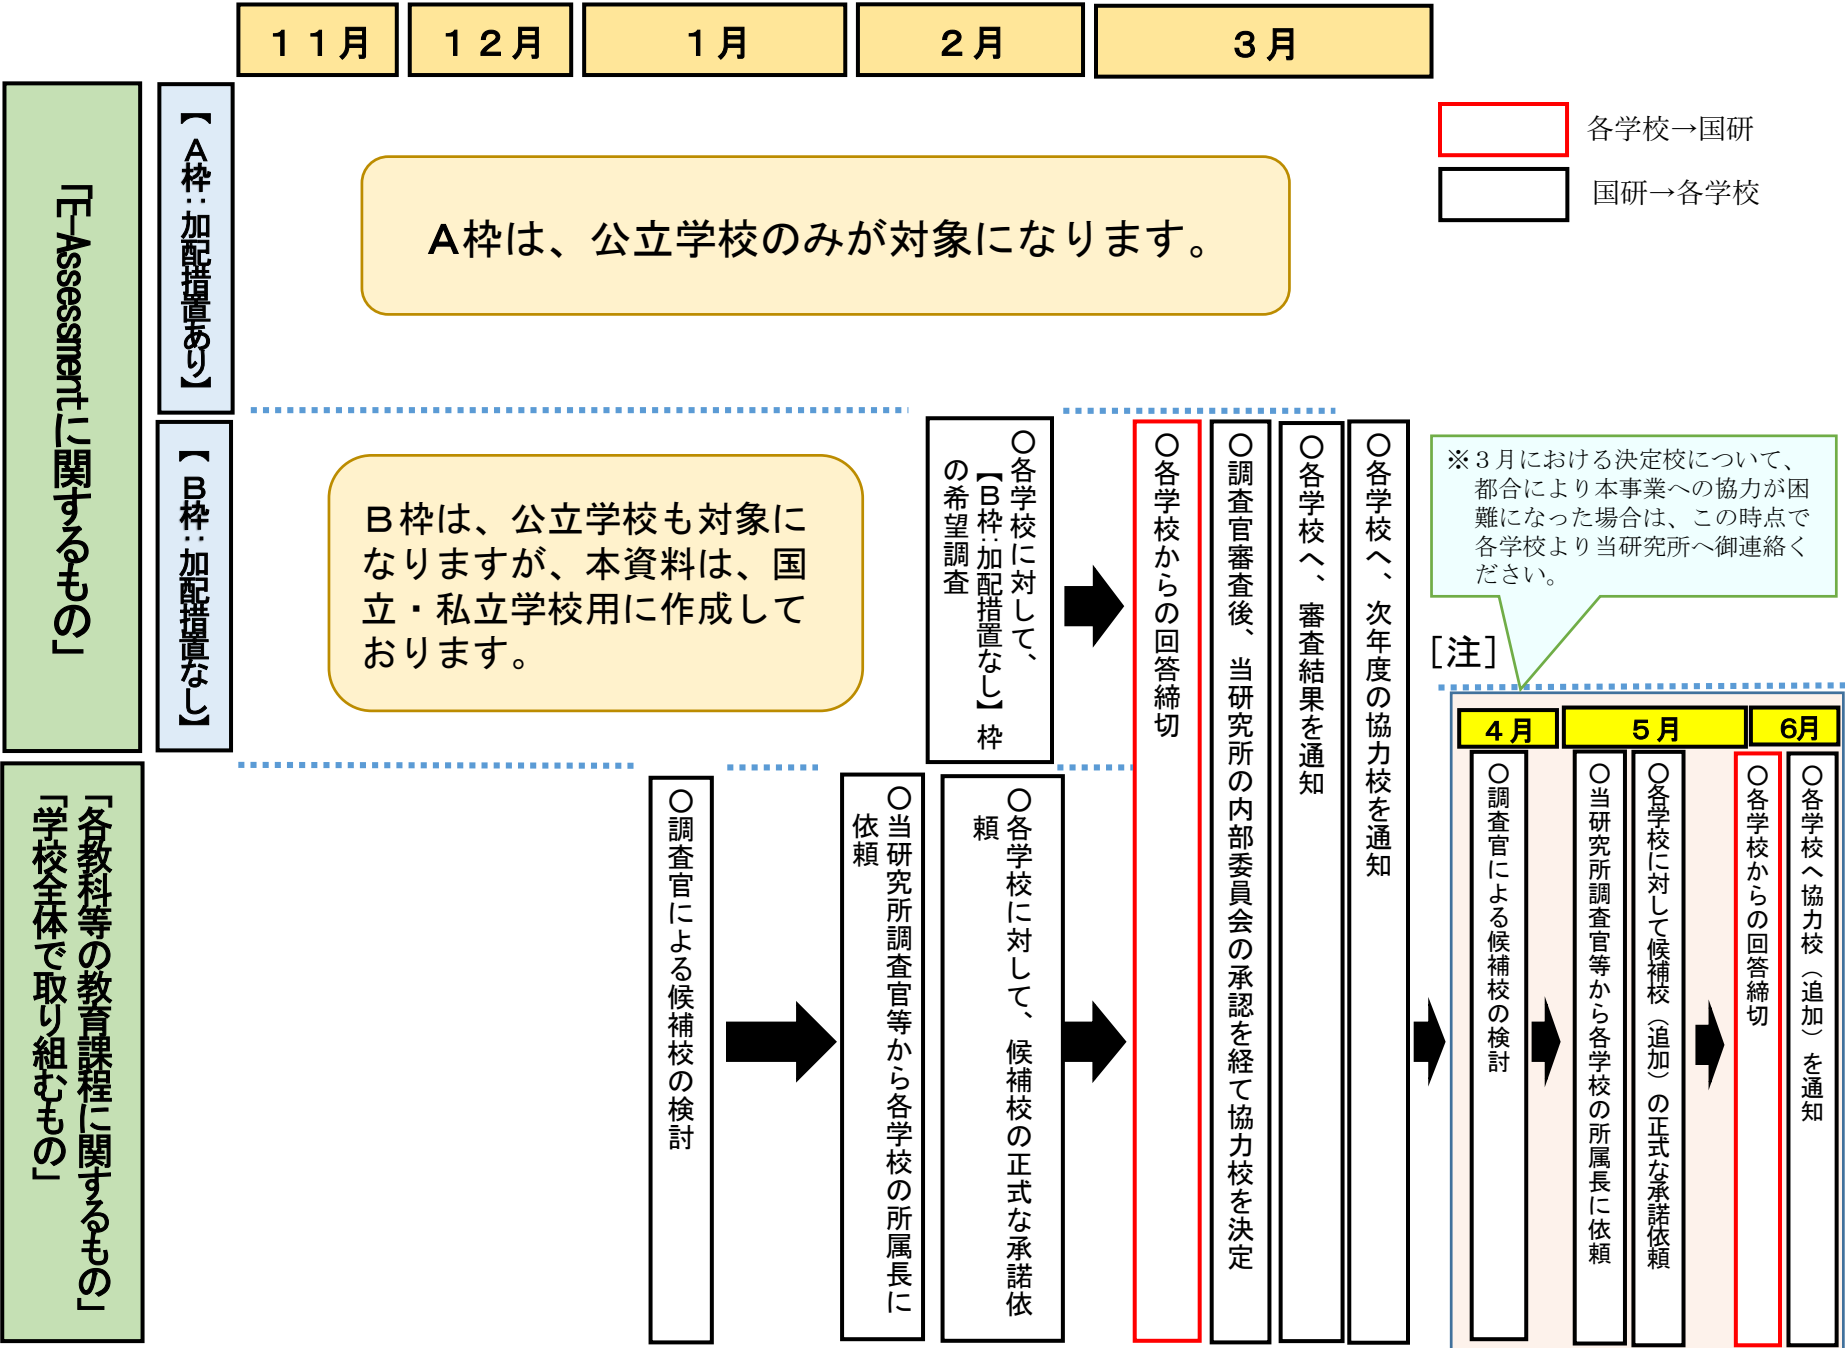 １１月
１２月
１月
２月
３月
各学校→国研
国研→各学校
「E-Assessmentに関するもの」
【Ａ枠：加配措置あり】
A枠は、公立学校のみが対象になります。
【Ｂ枠：加配措置なし】
Ｂ枠は、公立学校も対象に
なりますが、本資料は、国
立・私立学校用に作成して
おります。
○各学校に対して、
【Ｂ枠：加配措置なし】枠
の希望調査
○各学校からの回答締切
○調査官審査後、当研究所の内部委員会の承認を経て協力校を決定
○各学校へ、審査結果を通知
○各学校へ、次年度の協力校を通知
※３月における決定校について、
都合により本事業への協力が困
難になった場合は、この時点で
各学校より当研究所へ御連絡く
ださい。
［注］
「各教科等の教育課程に関するもの」
「学校全体で取り組むもの」
○調査官による候補校の検討
○当研究所調査官等から各学校の所属長に
依頼
○各学校に対して、候補校の正式な承諾依
頼
４月
５月
6月
○調査官による候補校の検討
○当研究所調査官等から各学校の所属長に依頼
○各学校に対して候補校（追加）の正式な承諾依頼
○各学校からの回答締切
○各学校へ協力校（追加）を通知